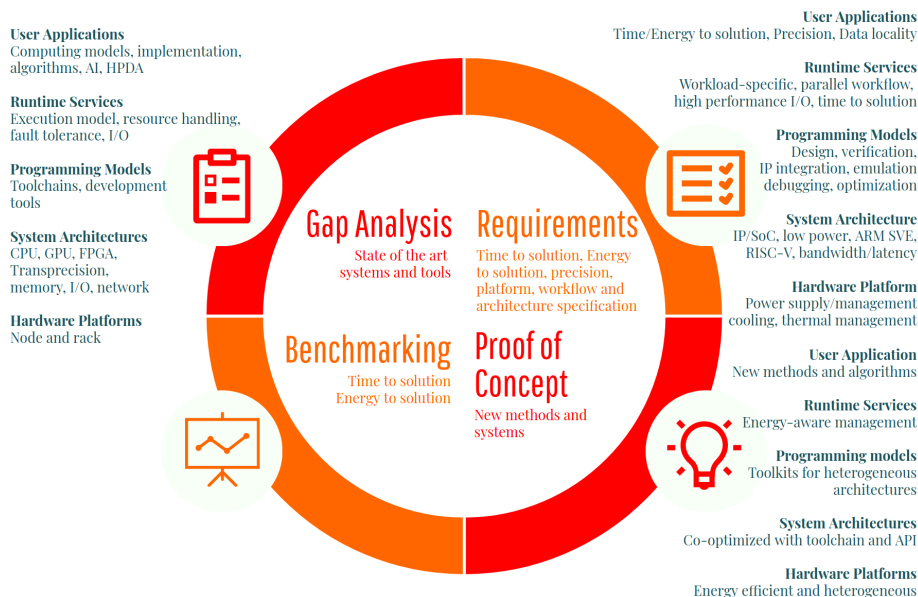 User Applications
Computing models, implementation,
algorithms, AI, HPDA
Runtime Services
Execution model, resource handling,
fault tolerance, I/O
Programming Models
Toolchains, development
tools
System Architectures
CPU, GPU, FPGA,
Transprecision,
memory, I/O, network
Hardware Platforms
Node and rack
Gap Analysis
State of the art
systems and tools
Requirements
Time to solution, Energy
to solution, precision,
platform, workflow and
architecture specification
Benchmarking
Time to solution
Energy to solution
Proof of
Concept
New methods and
systems
User Applications
Time/Energy to solution, Precision, Data locality
Runtime Services
Workload-specific, parallel workflow,
high performance I/O, time to solution
Programming Models
Design, verification,
IP integration, emulation
debugging, optimization
System Architecture
IP/SoC, low power, ARM SVE,
RISC-V, bandwidth/latency
Hardware Platform
Power supply/management
cooling, thermal management
User Application
New methods and algorithms
Runtime Services
Energy-aware management
Programming models
Toolkits for heterogeneous
architectures
System Architectures
Co-optimized with toolchain and API
Hardware Platforms
Energy efficient and heterogeneous